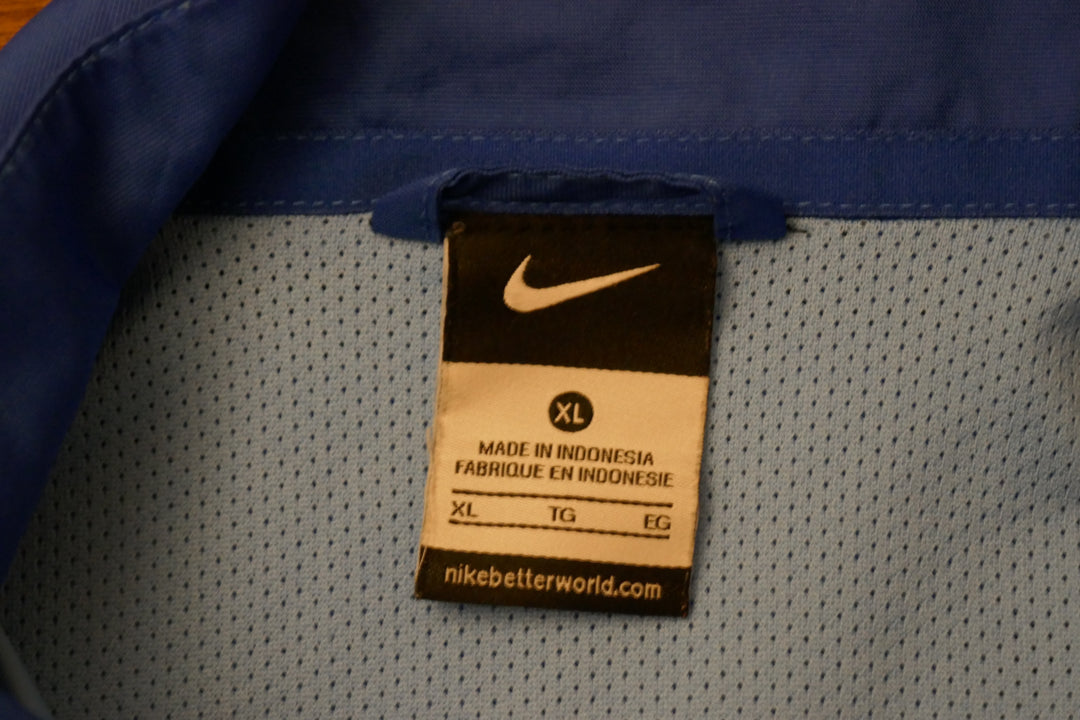 XL
MADE IN INDONESIA
FABRIQUE EN INDONESIE
XL TG EG
nikebetterworld.com